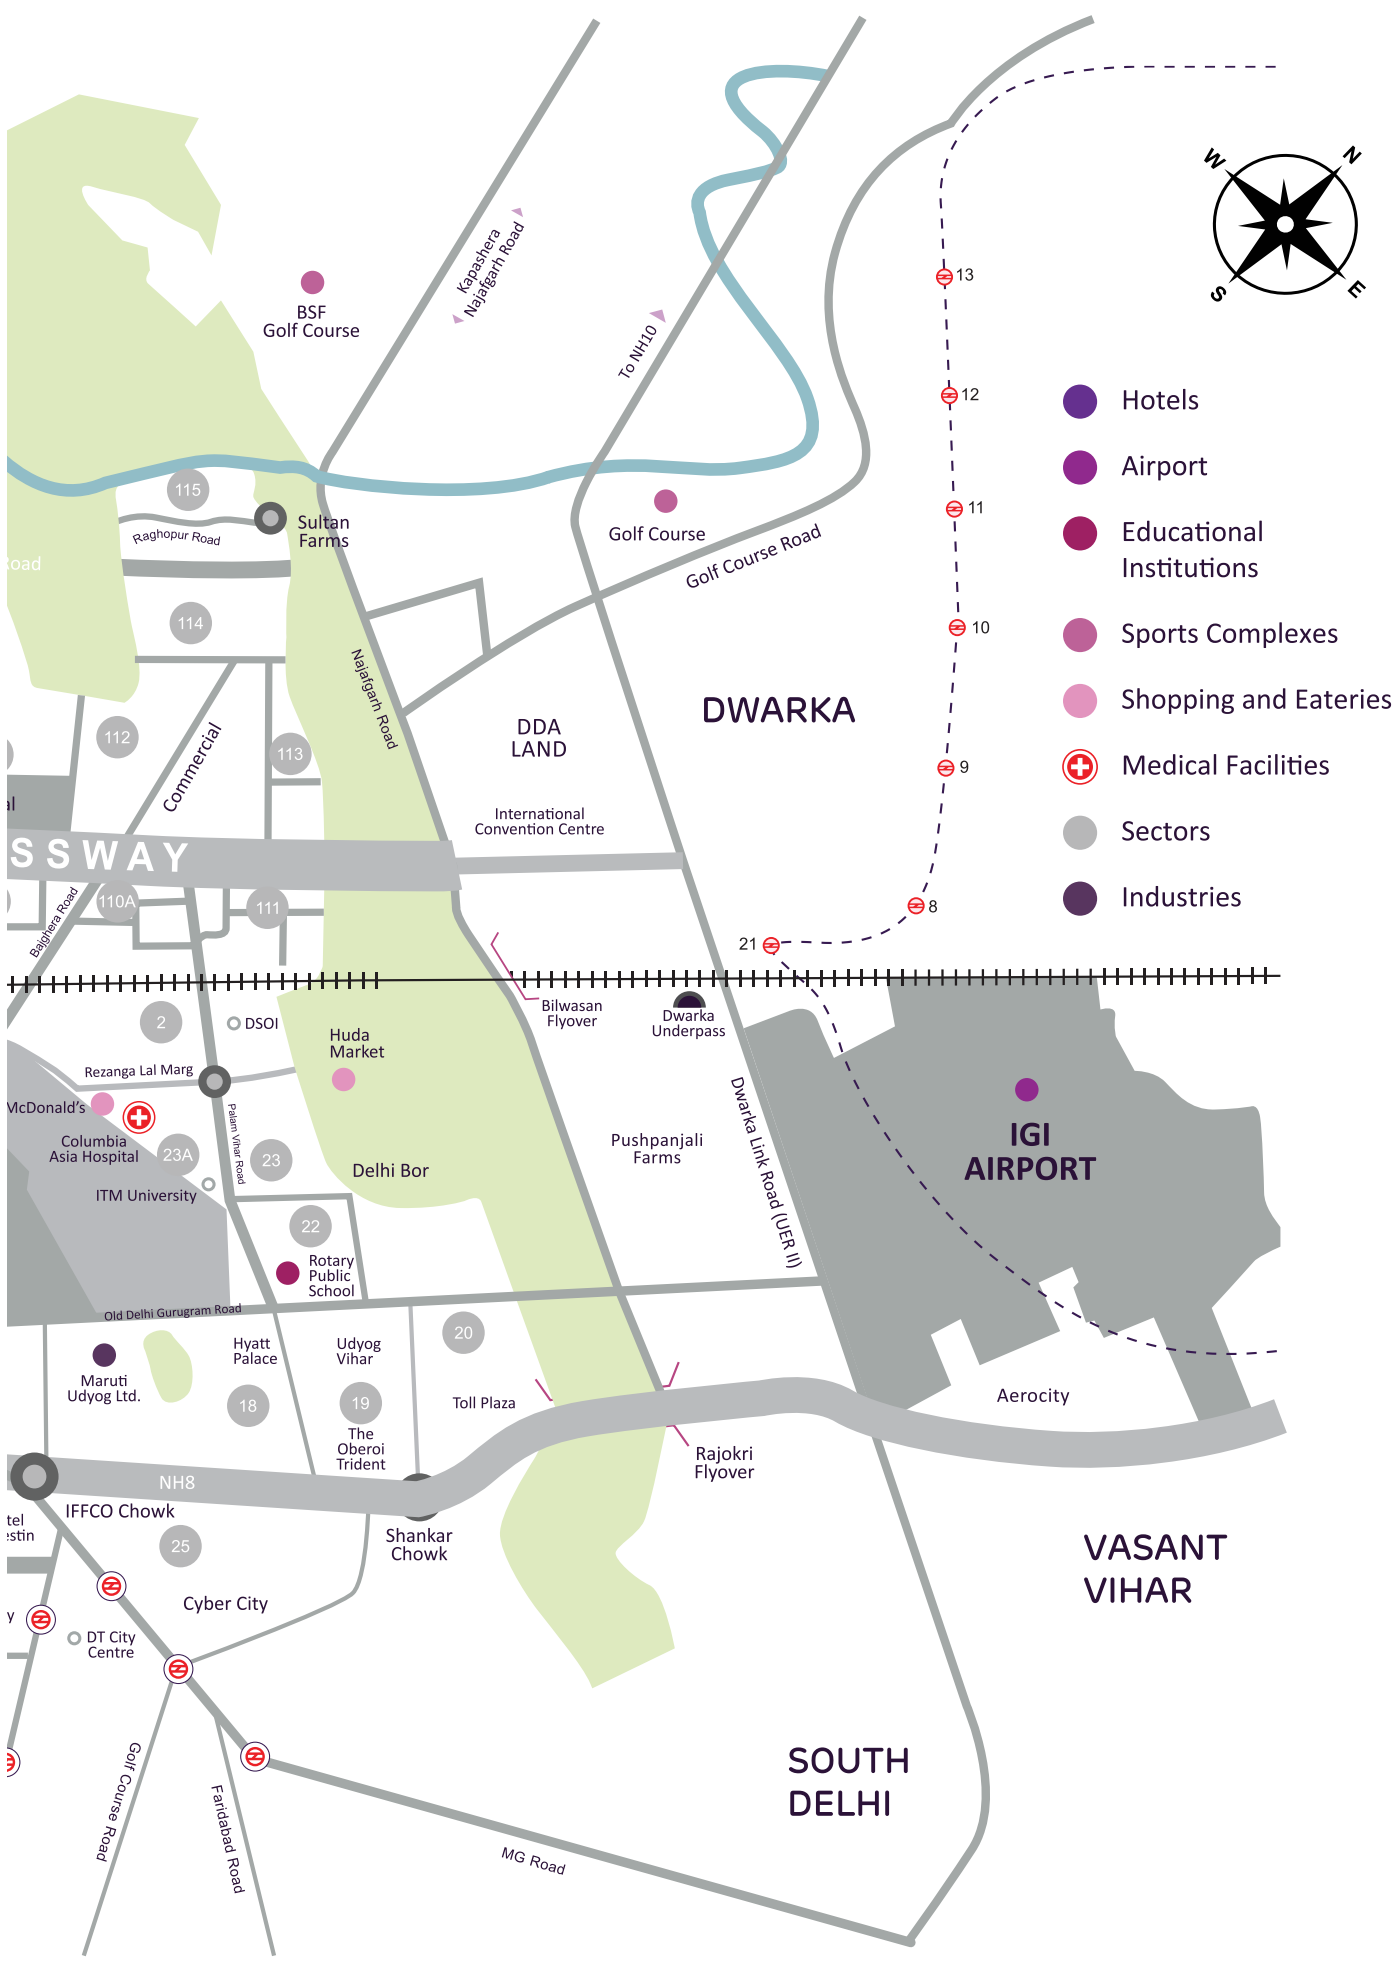 W
N
S
E
Kapashera
Najafgarh Road
BSF
Golf Course
To NH10
13
12
11
10
9
8
21
Hotels
Airport
Educational
Institutions
Sports Complexes
Shopping and Eateries
Medical Facilities
Sectors
Industries
115
Sultan
Farms
Raghopur Road
Golf Course
Golf Course Road
114
Najafgarh Road
DWARKA
112
Commercial
113
DDA
LAND
International
Convention Centre
SSWAY
110A
111
Bajghera Road
2
DSOI
Huda
Market
Bilwasan
Flyover
Dwarka
Underpass
Rezanga Lal Marg
McDonald's
Columbia
Asia Hospital
23A
Palam Vihar Road
23
Delhi Bor
Pushpanjali
Farms
Dwarka Link Road (UER II)
IGI
AIRPORT
ITM University
22
Rotary
Public
School
Old Delhi Gurugram Road
Maruti
Udyog Ltd.
Hyatt
Palace
18
Udyog
Vihar
19
The
Oberoi
Trident
20
Toll Plaza
Aerocity
Rajokri
Flyover
NH8
IFFCO Chowk
Shankar
Chowk
25
Cyber City
DT City
Centre
VASANT
VIHAR
SOUTH
DELHI
Golf Course Road
Faridabad Road
MG Road